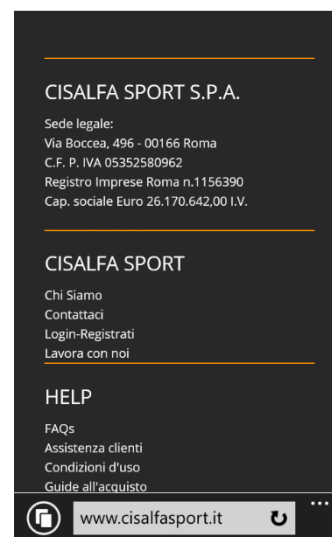 CISALFA SPORT S.P.A.
Sede legale:
Via Boccea, 496 - 00166 Roma
C.F. P. IVA 05352580962
Registro Imprese Roma n.1156390
Cap. sociale Euro 26.170.642,00 I.V.
CISALFA SPORT
Chi Siamo
Contattaci
Login-Registrati
Lavora con noi
HELP
FAQs
Assistenza clienti
Condizioni d'uso
Guide all'acquisto
www.cisalfasport.it